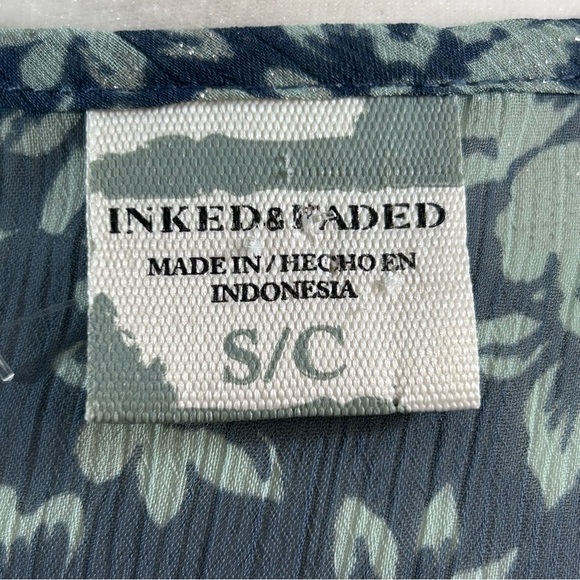 INKED & FADED
MADE IN / HECHO EN
INDONESIA
S/C